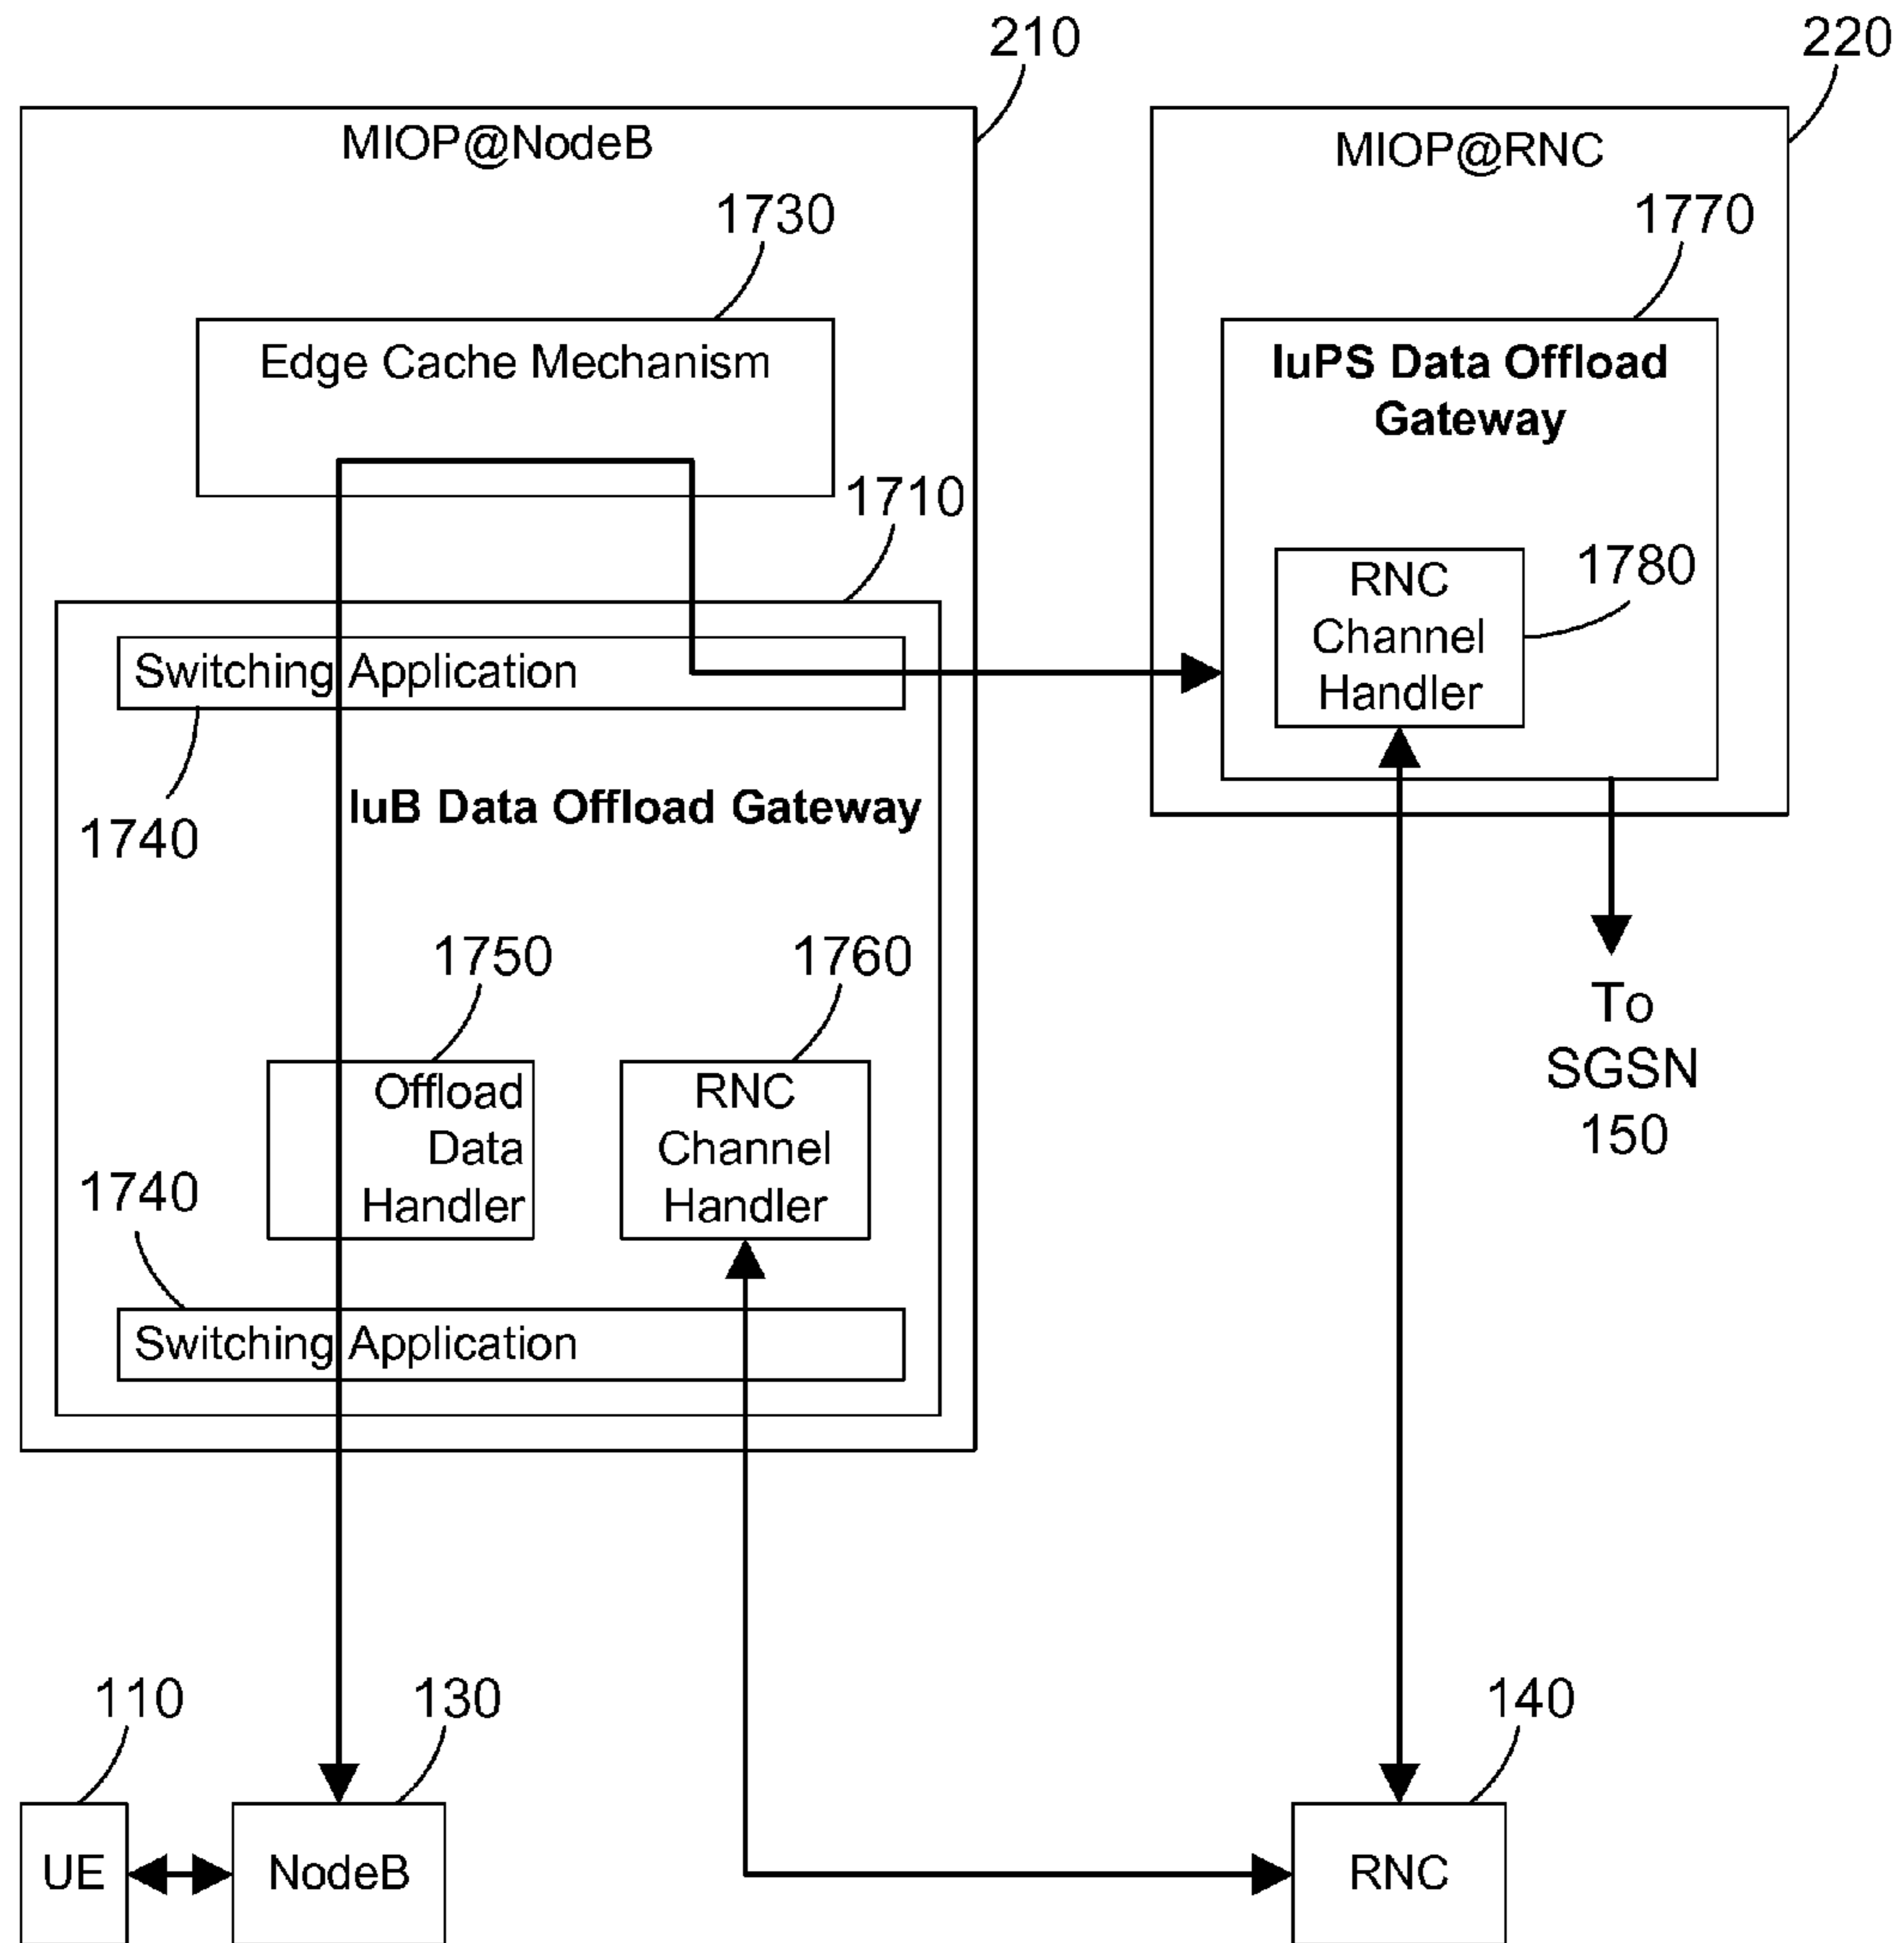 210
220
MIOP@NodeB
MIOP@RNC
1730
1770
Edge Cache Mechanism
IuPS Data Offload
Gateway
1710
RNC
Channel
Handler
1780
Switching Application
1740
IuB Data Offload Gateway
1750
1760
To
SGSN
150
Offload
Data
Handler
RNC
Channel
Handler
1740
Switching Application
110
130
140
UE
NodeB
RNC